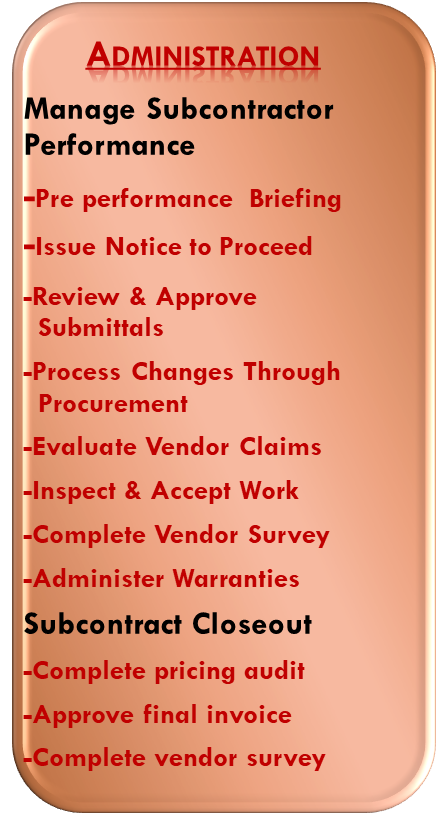 ADMINISTRATION
Manage Subcontractor
Performance
-Pre performance  Briefing
-Issue Notice to Proceed
-Review & Approve
Submittals
-Process Changes Through
Procurement
-Evaluate Vendor Claims
-Inspect & Accept Work
-Complete Vendor Survey
-Administer Warranties
Subcontract Closeout
-Complete pricing audit
-Approve final invoice
-Complete vendor survey